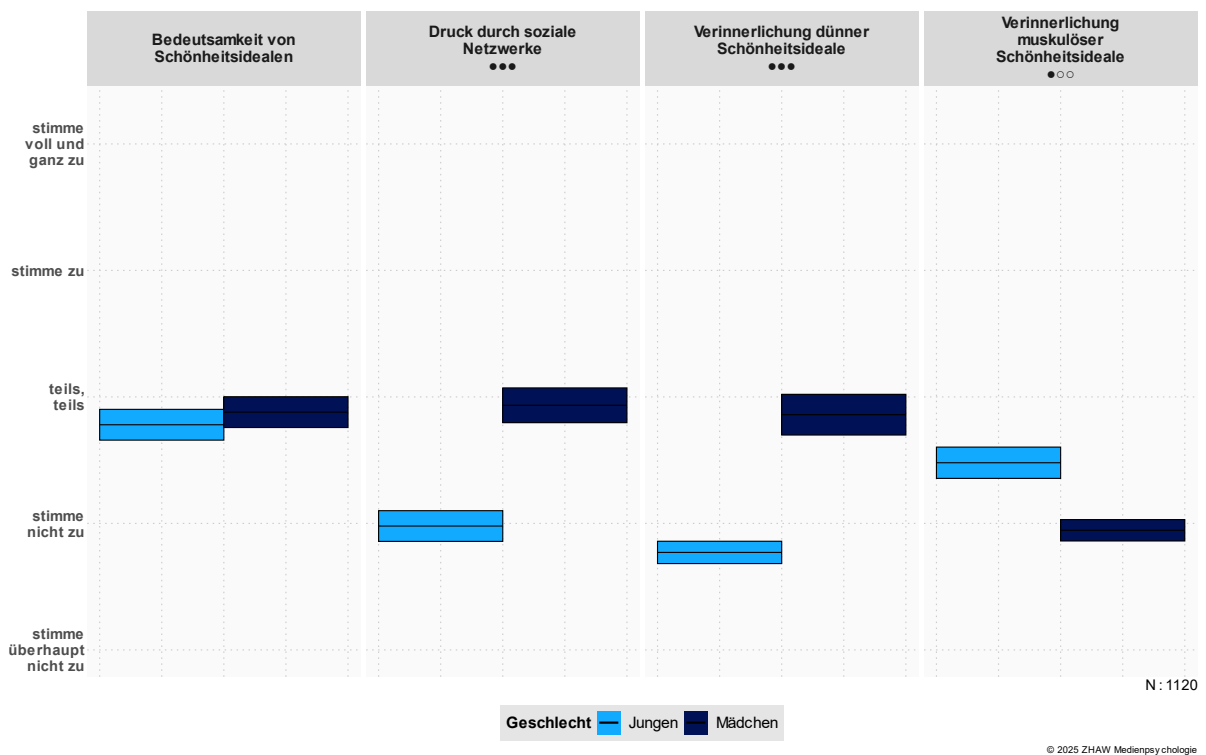 Bedeutsamkeit von
Schönheitsidealen
Druck durch soziale
Netzwerke
●●●
Verinnerlichung dünner
Schönheitsideale
●●●
Verinnerlichung
muskulöser
Schönheitsideale
●○○
stimme
voll und
ganz zu
stimme zu
teils,
teils
stimme
nicht zu
stimme
überhaupt
nicht zu
N : 1120
Geschlecht Jungen Mädchen
© 2025 ZHAW Medienpsychologie